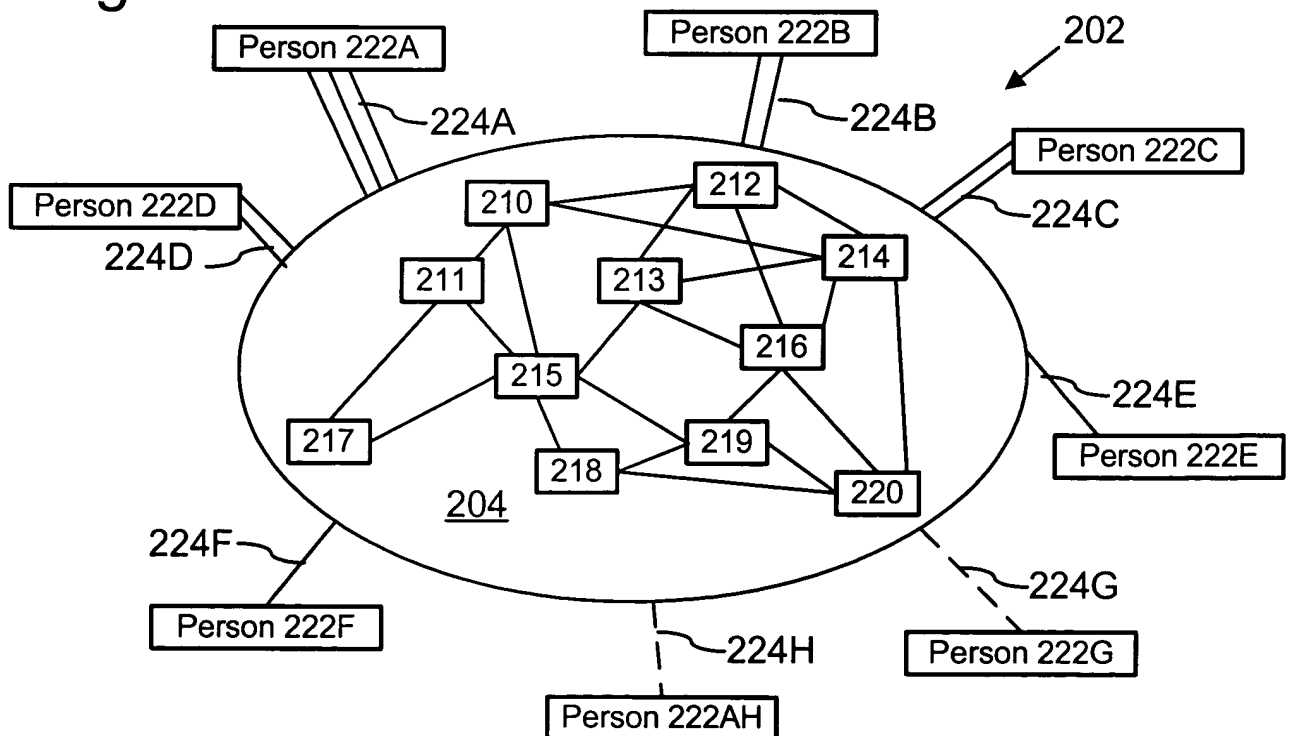 Person 222A
Person 222B
202
224A
224B
Person 222C
Person 222D
212
210
224C
224D
214
211
213
216
215
224E
217
219
Person 222E
218
220
204
224F
224G
Person 222F
224H
Person 222G
Person 222AH